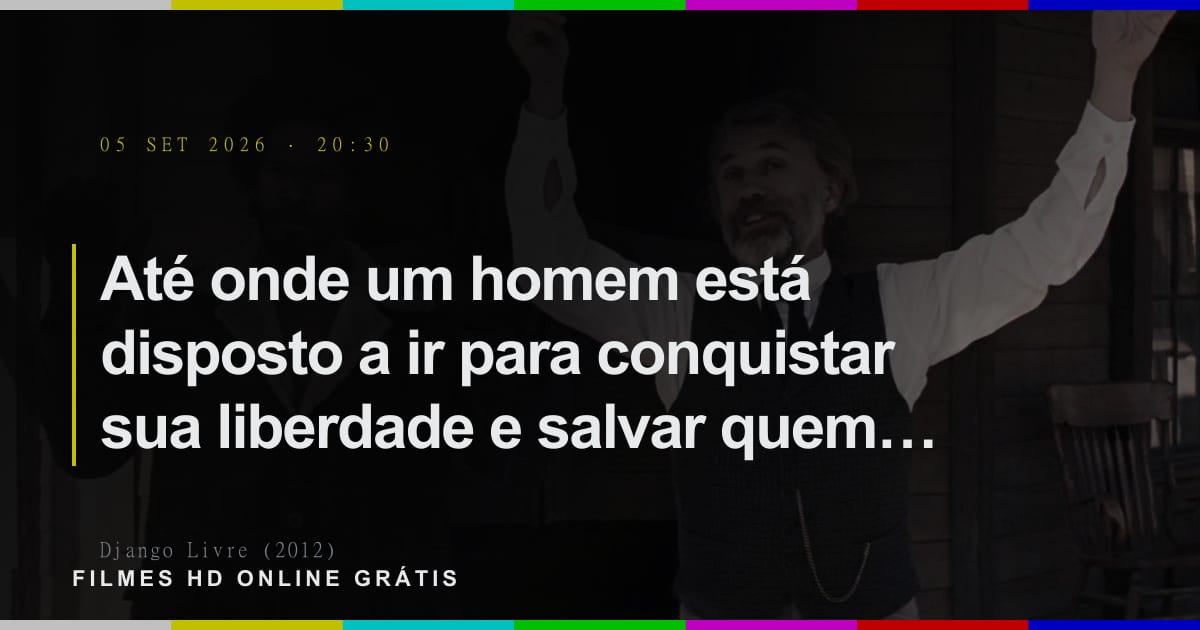 05 SET 2026 · 20:30
Até onde um homem está
disposto a ir para conquistar
sua liberdade e salvar quem…
Django Livre (2012)
FILMES HD ONLINE GRÁTIS